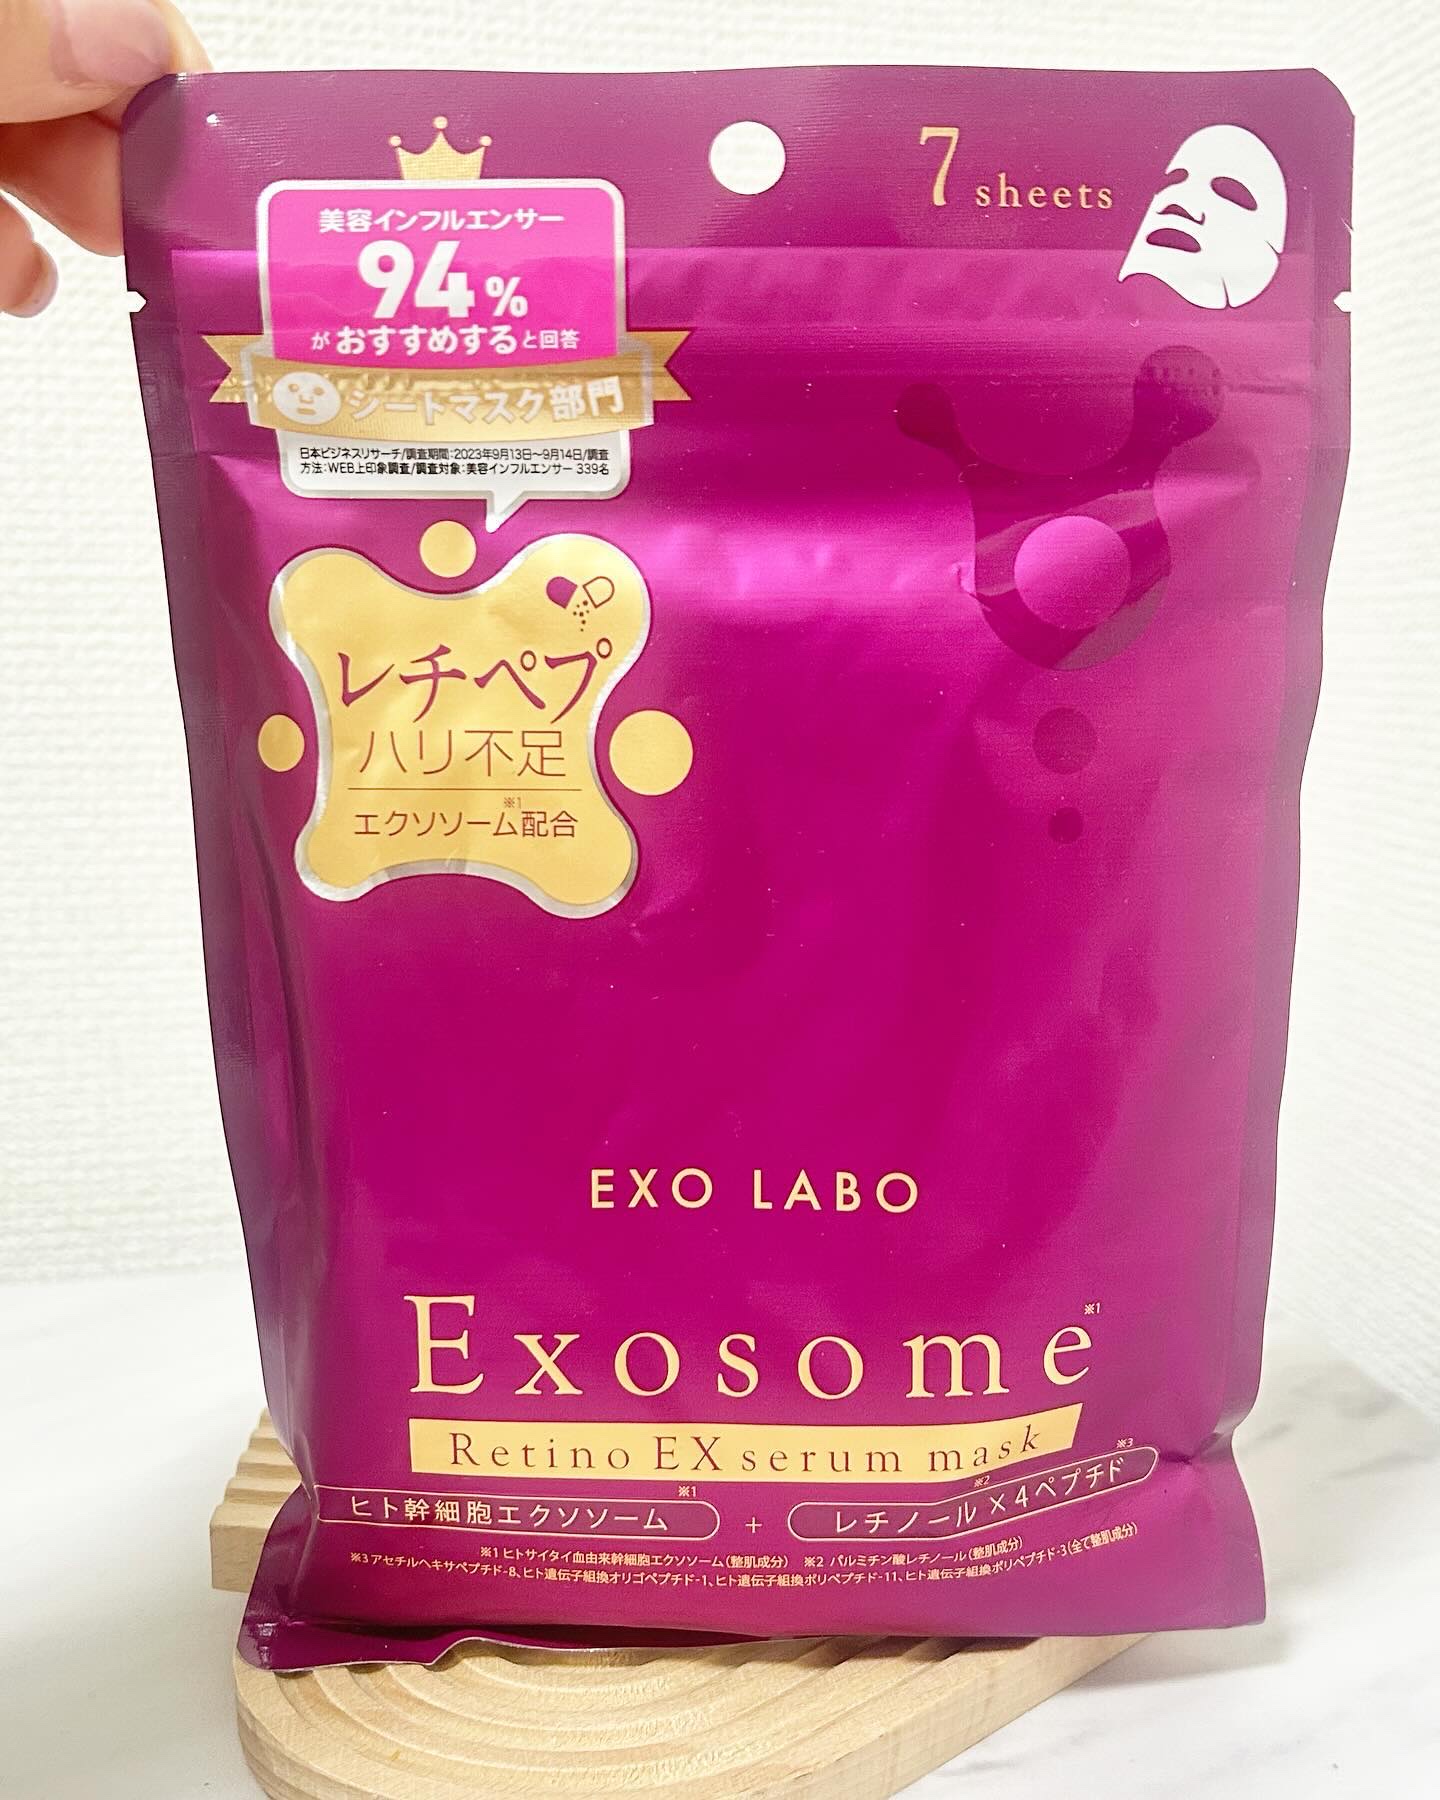 7 sheets
美容インフルエンサー
94%
がおすすめすると回答
シートマスク部門
日本ビジネスリサーチ/調査期間:2023年9月13日〜9月14日/調査
方法:WEB上印象調査/調査対象:美容インフルエンサー 339名
レチペプ
ハリ不足
エクソソーム※1配合
EXO LABO
Exosome※1
Retino EX serum mask
ヒト幹細胞エクソソーム※1 + レチノール※2×4ペプチド※3
※1 ヒトサイタイ血由来幹細胞エクソソーム(整肌成分) ※2 パルミチン酸レチノール(整肌成分)
※3 アセチルヘキサペプチド-8、ヒト遺伝子組換オリゴペプチド-1、ヒト遺伝子組換ポリペプチド-11、ヒト遺伝子組換ポリペプチド-3(全て整肌成分)